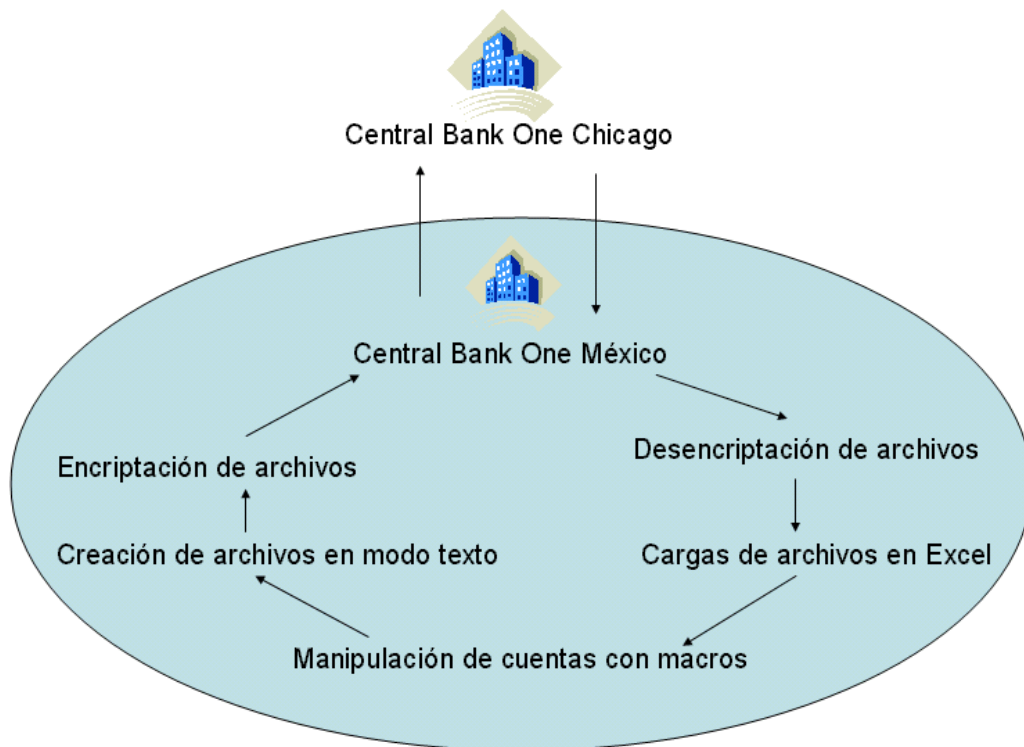 Central Bank One Chicago
Central Bank One México
Encriptación de archivos
Desencriptación de archivos
Creación de archivos en modo texto
Cargas de archivos en Excel
Manipulación de cuentas con macros